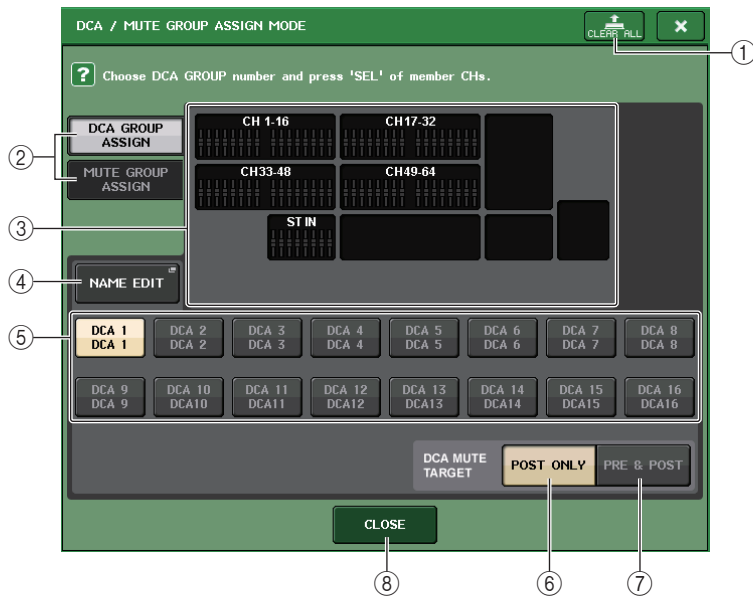 DCA / MUTE GROUP ASSIGN MODE
CLEAR ALL
×
①
? Choose DCA GROUP number and press 'SEL' of member CHs.
②
DCA GROUP
ASSIGN
MUTE GROUP
ASSIGN
③
CH 1-16
CH17-32
CH33-48
CH49-64
ST IN
④
NAME EDIT
⑤
DCA 1 DCA 2 DCA 3 DCA 4 DCA 5 DCA 6 DCA 7 DCA 8
DCA 1 DCA 2 DCA 3 DCA 4 DCA 5 DCA 6 DCA 7 DCA 8
DCA 9 DCA 10 DCA 11 DCA 12 DCA 13 DCA 14 DCA 15 DCA 16
DCA 9 DCA10 DCA11 DCA12 DCA13 DCA14 DCA15 DCA16
DCA MUTE
TARGET
POST ONLY
PRE & POST
CLOSE
⑧
⑥
⑦